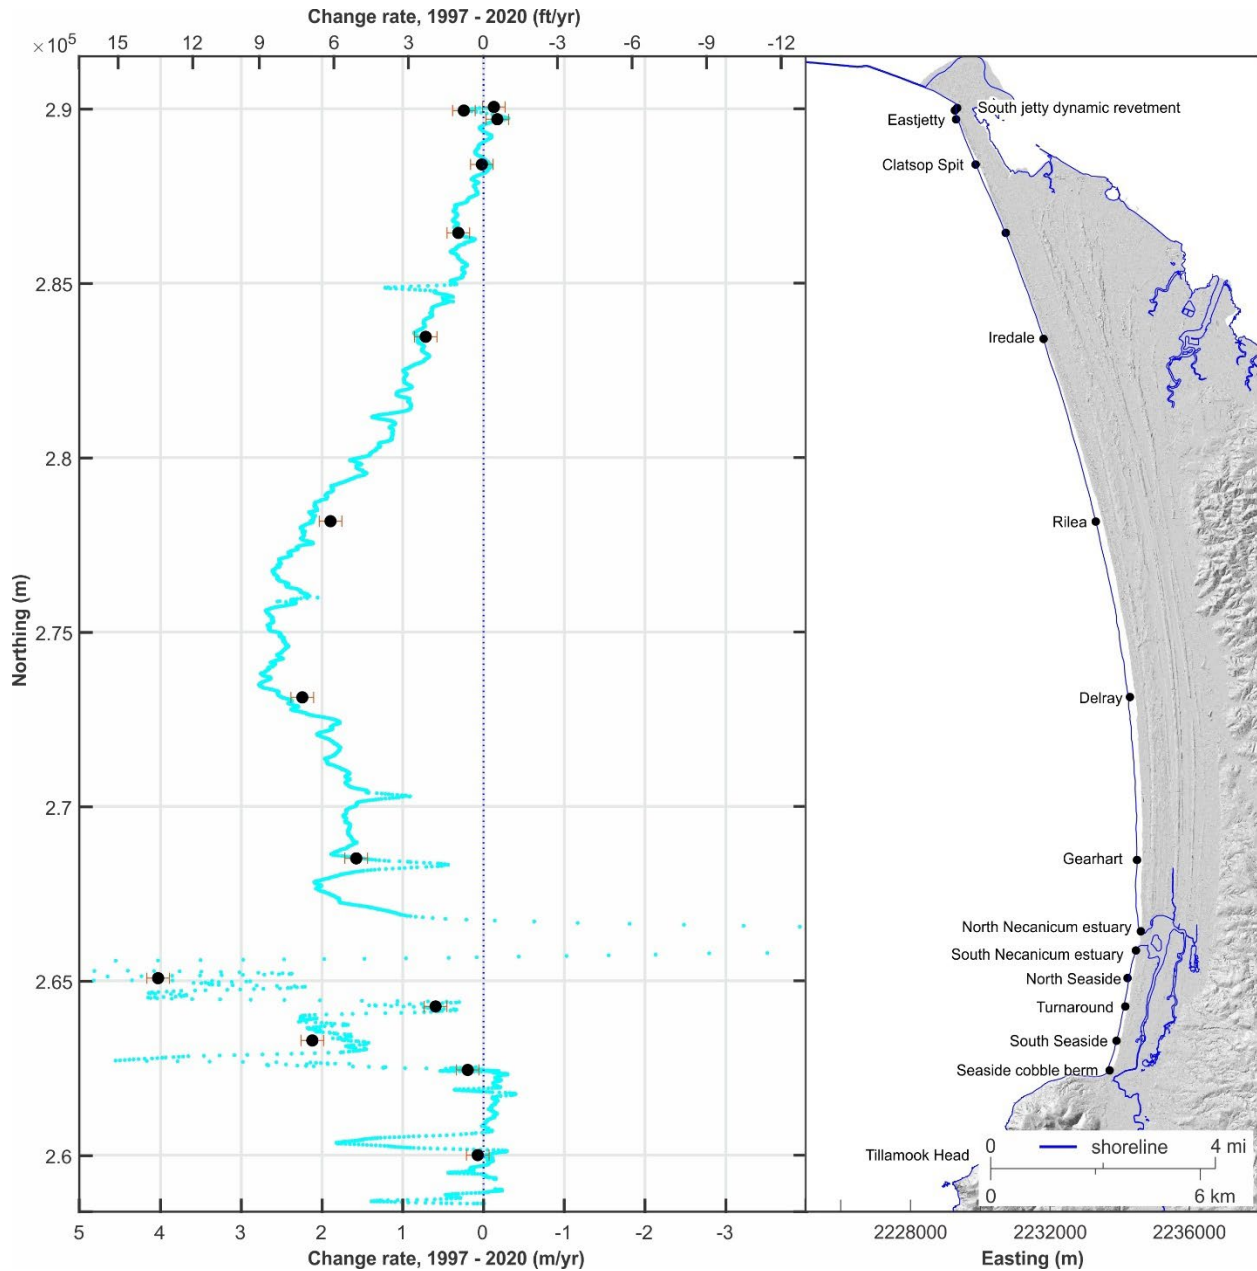 Change rate, 1997 - 2020 (ft/yr)
15 12 9 6 3 0 -3 -6 -9 -12
×10⁵
2.9
2.85
2.8
2.75
2.7
2.65
2.6
Northing (m)
5 4 3 2 1 0 -1 -2 -3
Change rate, 1997 - 2020 (m/yr)
South jetty dynamic revetment
Eastjetty
Clatsop Spit
Iredale
Rilea
Delray
Gearhart
North Necanicum estuary
South Necanicum estuary
North Seaside
Turnaround
South Seaside
Seaside cobble berm
Tillamook Head
0 shoreline 4 mi
0 6 km
2228000 2232000 2236000
Easting (m)